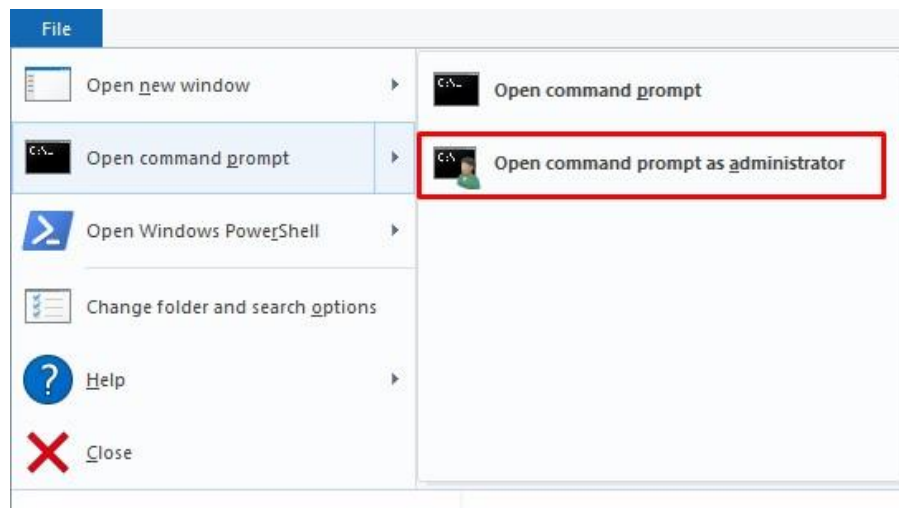 File
Open new window
Open command prompt
Open Windows PowerShell
Change folder and search options
Help
Close
Open command prompt
Open command prompt as administrator